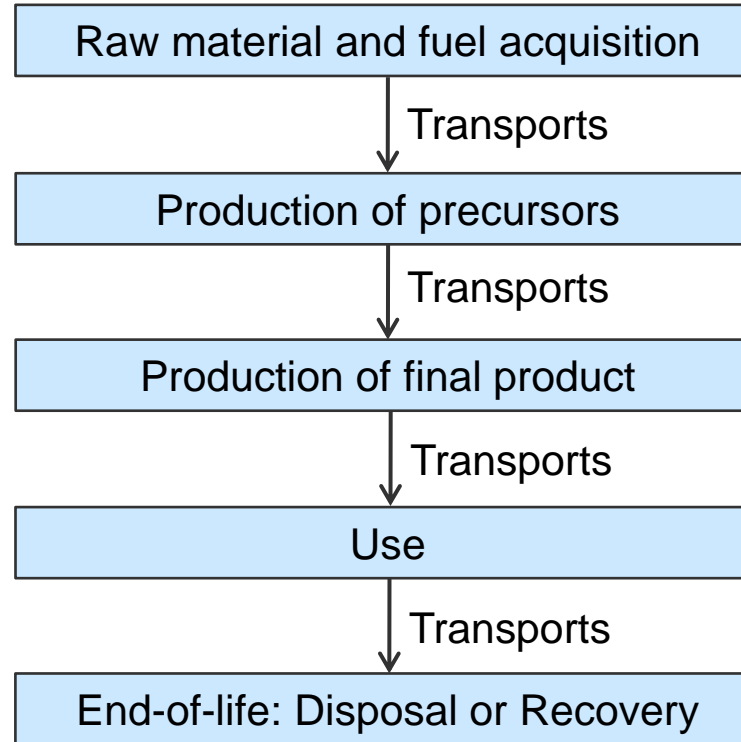 Raw material and fuel acquisition
Transports
Production of precursors
Transports
Production of final product
Transports
Use
Transports
End-of-life: Disposal or Recovery